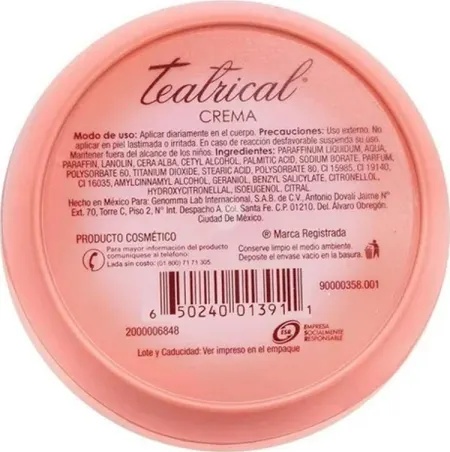 Teatrical®
CREMA
Modo de uso: Aplicar diariamente en el cuerpo. Precauciones: Uso externo. No
aplicar en piel lastimada o irritada. En caso de reacción desfavorable suspenda su uso.
Mantener fuera del alcance de los niños. Ingredientes: PARAFFINUM LIQUIDUM, AQUA,
PARAFFIN, LANOLIN, CERA ALBA, CETYL ALCOHOL, PALMITIC ACID, SODIUM BORATE, PARFUM,
POLYSORBATE 60, TITANIUM DIOXIDE, STEARIC ACID, POLYSORBATE 80, CI 15985, CI 19140,
CI 16035, AMYLCINNAMYL ALCOHOL, GERANIOL, BENZYL SALICYLATE, CITRONELLOL,
HYDROXYCITRONELLAL, ISOEUGENOL, CITRAL.
Hecho en México Para: Genomma Lab Internacional, S.A.B. de C.V. Antonio Dovali Jaime Nº
Ext. 70, Torre C, Piso 2, Nº Int. Despacho A. Col. Santa Fe. C.P. 01210. Del. Álvaro Obregón.
Ciudad De México.
PRODUCTO COSMÉTICO
® Marca Registrada
Para mayor información del producto
comuníquese al teléfono.
Lada sin costo: (01 800) 71 71 305.
Conserve limpio el medio ambiente.
Deposite el envase vacío en la basura.
6 50240 01391 1
90000358.001
2000006848
ESR
EMPRESA
SOCIALMENTE
RESPONSABLE
Lote y Caducidad: Ver impreso en el empaque